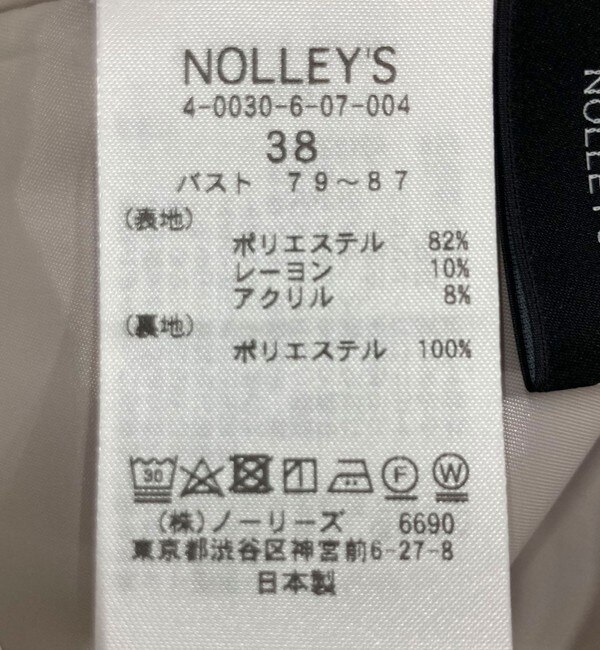 NOLLEY'S
4-0030-6-07-004
38
バスト 79~87
(表地)
ポリエステル 82%
レーヨン 10%
アクリル 8%
(裏地)
ポリエステル 100%
30 F W
(株)ノーリーズ 6690
東京都渋谷区神宮前6-27-8
日本製
NOLLEY'S